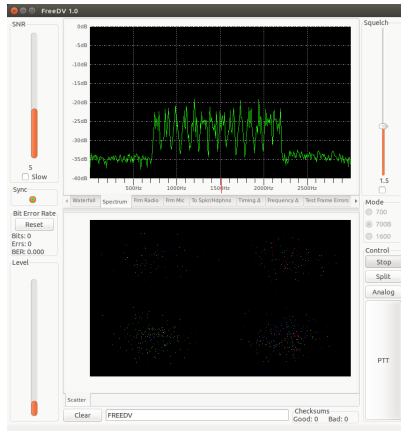 FreeDV 1.0
SNR
5
Slow
Sync
Bit Error Rate
Reset
Bits: 0
Errs: 0
BER: 0.000
Level
0dB
-5dB
-10dB
-15dB
-20dB
-25dB
-30dB
-35dB
-40dB
500Hz 1000Hz 1500Hz 2000Hz 2500Hz
Waterfall Spectrum Frm Radio Frm Mic To Spkr/Hdphns Timing Δ Frequency Δ Test Frame Errors
Scatter
Clear FREEDV
Checksums
Good: 0 Bad: 0
Squelch
1.5
Mode
700
700B
1600
Control
Stop
Split
Analog
PTT